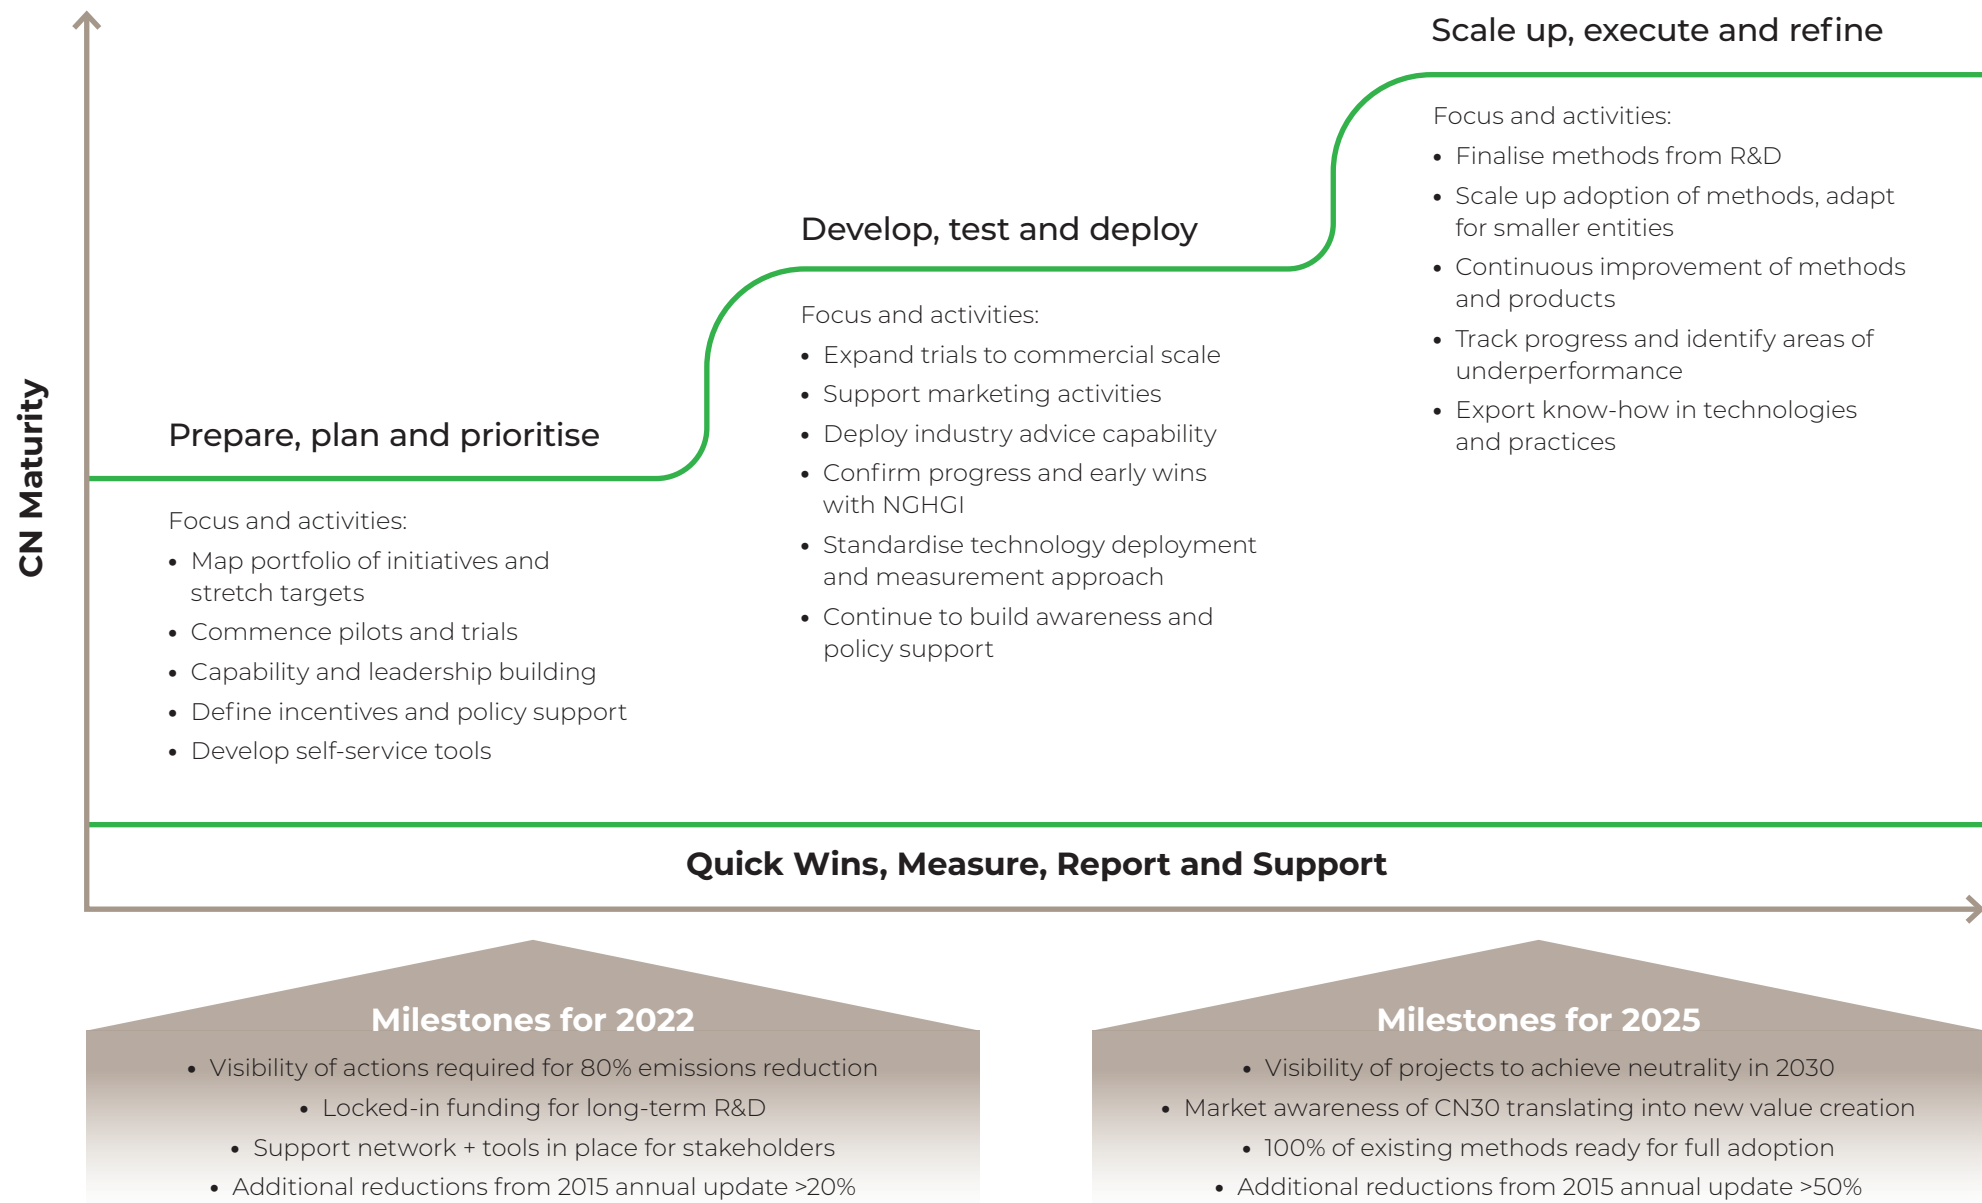 CN Maturity
Prepare, plan and prioritise
Focus and activities:
• Map portfolio of initiatives and
stretch targets
• Commence pilots and trials
• Capability and leadership building
• Define incentives and policy support
• Develop self-service tools
Develop, test and deploy
Focus and activities:
• Expand trials to commercial scale
• Support marketing activities
• Deploy industry advice capability
• Confirm progress and early wins
with NGHGI
• Standardise technology deployment
and measurement approach
• Continue to build awareness and
policy support
Scale up, execute and refine
Focus and activities:
• Finalise methods from R&D
• Scale up adoption of methods, adapt
for smaller entities
• Continuous improvement of methods
and products
• Track progress and identify areas of
underperformance
• Export know-how in technologies
and practices
Quick Wins, Measure, Report and Support
Milestones for 2022
• Visibility of actions required for 80% emissions reduction
• Locked-in funding for long-term R&D
• Support network + tools in place for stakeholders
• Additional reductions from 2015 annual update >20%
Milestones for 2025
• Visibility of projects to achieve neutrality in 2030
• Market awareness of CN30 translating into new value creation
• 100% of existing methods ready for full adoption
• Additional reductions from 2015 annual update >50%